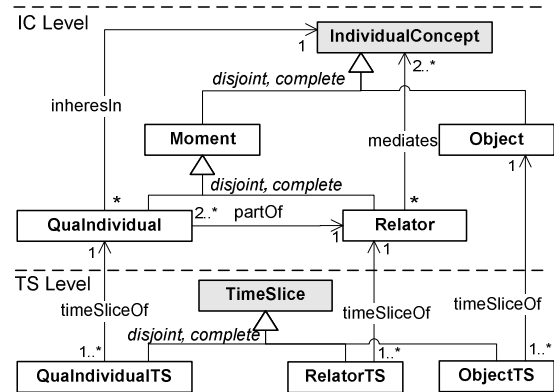 IC Level
IndividualConcept
1
2..*
disjoint, complete
inheresIn
Moment
mediates
Object
1
disjoint, complete
*
*
QuaIndividual
2..*
partOf
1
Relator
1
1
TS Level
TimeSlice
timeSliceOf
timeSliceOf
timeSliceOf
disjoint, complete
1..*
1..*
1..*
QuaIndividualTS
RelatorTS
ObjectTS